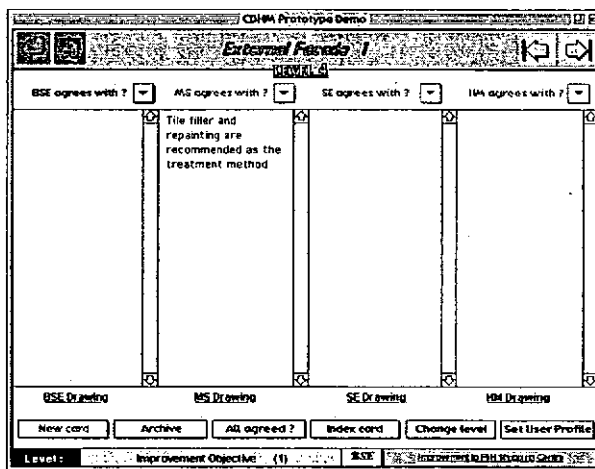 CDHM Prototype Demo
External Facade 1
LEVEL 4
BSE agrees with ? MS agrees with ? SE agrees with ? HM agrees with ?
Tile filler and
repainting are
recommended as the
treatment method
BSE Drawing MS Drawing SE Drawing HM Drawing
New card Archive All agreed ? Index card Change level Set User Profile
Level: Improvement Objective (1) BSE